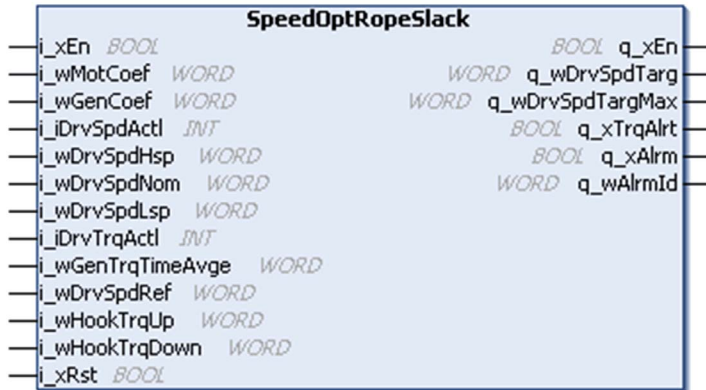 SpeedOptRopeSlack
i_xEn BOOL BOOL q_xEn
i_wMotCoef WORD WORD q_wDrvSpdTarg
i_wGenCoef WORD WORD q_wDrvSpdTargMax
i_iDrvSpdActl INT BOOL q_xTrqAlrt
i_wDrvSpdHsp WORD BOOL q_xAlrm
i_wDrvSpdNom WORD WORD q_wAlrmId
i_wDrvSpdLsp WORD
i_iDrvTrqActl INT
i_wGenTrqTimeAvge WORD
i_wDrvSpdRef WORD
i_wHookTrqUp WORD
i_wHookTrqDown WORD
i_xRst BOOL